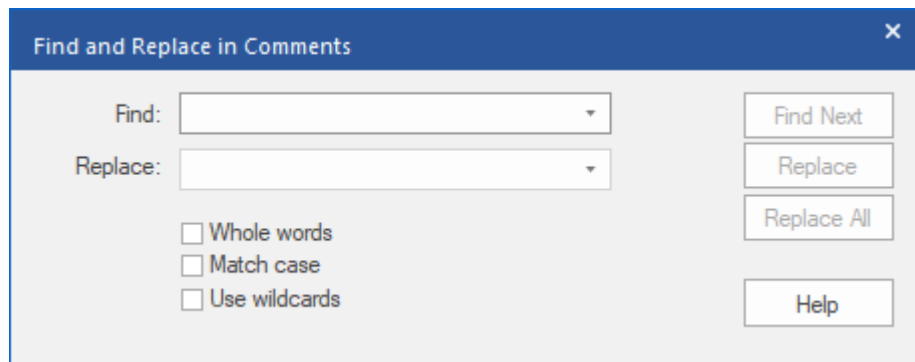 Find and Replace in Comments
Find:
Find Next
Replace:
Replace
Replace All
Whole words
Match case
Use wildcards
Help